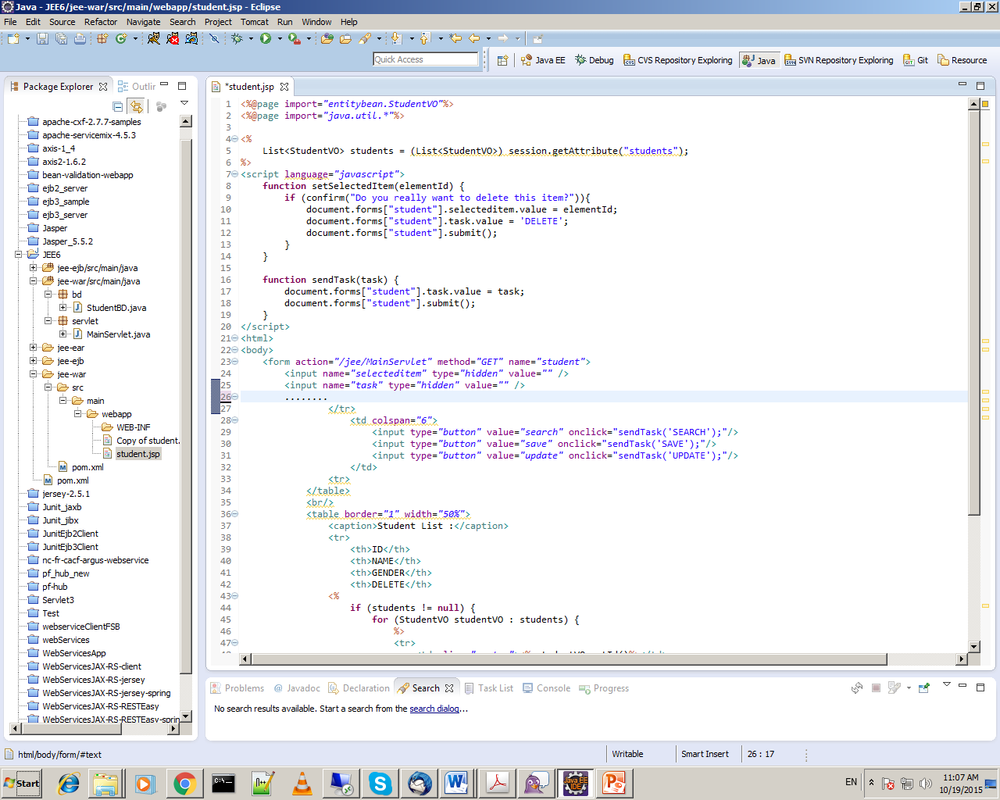 Java - JEE6/jee-war/src/main/webapp/student.jsp - Eclipse
File Edit Source Refactor Navigate Search Project Tomcat Run Window Help
Quick Access
Java EE Debug CVS Repository Exploring Java SVN Repository Exploring Git Resource
Package Explorer Outlin
apache-cxf-2.7.7-samples
apache-servicemix-4.5.3
axis-1_4
axis2-1.6.2
bean-validation-webapp
ejb2_server
ejb3_sample
ejb3_server
Jasper
Jasper_5.5.2
JEE6
jee-ejb/src/main/java
jee-war/src/main/java
bd
StudentBD.java
servlet
MainServlet.java
jee-ear
jee-ejb
jee-war
src
main
webapp
WEB-INF
Copy of student.
student.jsp
pom.xml
pom.xml
jersey-2.5.1
Junit_jaxb
Junit_jibx
JunitEjb2Client
JunitEjb3Client
nc-fr-cacf-argus-webservice
pf_hub_new
pf-hub
Servlet3
Test
webserviceClientFSB
webServices
WebServicesApp
WebServicesJAX-RS-client
WebServicesJAX-RS-jersey
WebServicesJAX-RS-jersey-spring
WebServicesJAX-RS-RESTEasy
WebServicesJAX-RS-RESTEasy-sprin
*student.jsp
1 <%@page import="entitybean.StudentVO"%>
2 <%@page import="java.util.*"%>
3
4 <%
5 List<StudentVO> students = (List<StudentVO>) session.getAttribute("students");
6 %>
7 <script language="javascript">
8 function setSelectedItem(elementId) {
9 if (confirm("Do you really want to delete this item?")){
10 document.forms["student"].selecteditem.value = elementId;
11 document.forms["student"].task.value = 'DELETE';
12 document.forms["student"].submit();
13 }
14 }
15
16 function sendTask(task) {
17 document.forms["student"].task.value = task;
18 document.forms["student"].submit();
19 }
20 </script>
21 <html>
22 <body>
23 <form action="/jee/MainServlet" method="GET" name="student">
24 <input name="selecteditem" type="hidden" value="" />
25 <input name="task" type="hidden" value="" />
26 ........
27 </tr>
28 <td colspan="6">
29 <input type="button" value="search" onclick="sendTask('SEARCH');"/>
30 <input type="button" value="save" onclick="sendTask('SAVE');"/>
31 <input type="button" value="update" onclick="sendTask('UPDATE');"/>
32 </td>
33 <tr>
34 </table>
35 <br/>
36 <table border="1" width="50%">
37 <caption>Student List :</caption>
38 <tr>
39 <th>ID</th>
40 <th>NAME</th>
41 <th>GENDER</th>
42 <th>DELETE</th>
43 <%
44 if (students != null) {
45 for (StudentVO studentVO : students) {
46 %>
47 <tr>
Problems Javadoc Declaration Search Task List Console Progress
No search results available. Start a search from the search dialog...
html/body/form/#text Writable Smart Insert 26 : 17
Start EN 11:07 AM
10/19/2015